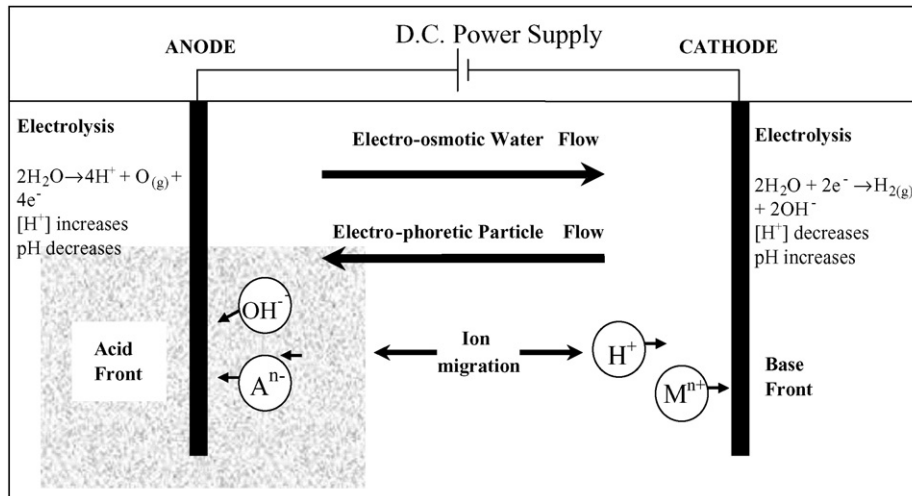 D.C. Power Supply
ANODE
CATHODE
Electrolysis
2H₂O→4H⁺ + O₍g₎ +
4e⁻
[H⁺] increases
pH decreases
Electro-osmotic Water Flow
Electro-phoretic Particle Flow
Electrolysis
2H₂O + 2e⁻ →H₂₍g₎
+ 2OH⁻
[H⁺] decreases
pH increases
OH⁻
Acid
Front
Aⁿ⁻
Ion
migration
H⁺
Mⁿ⁺
Base
Front